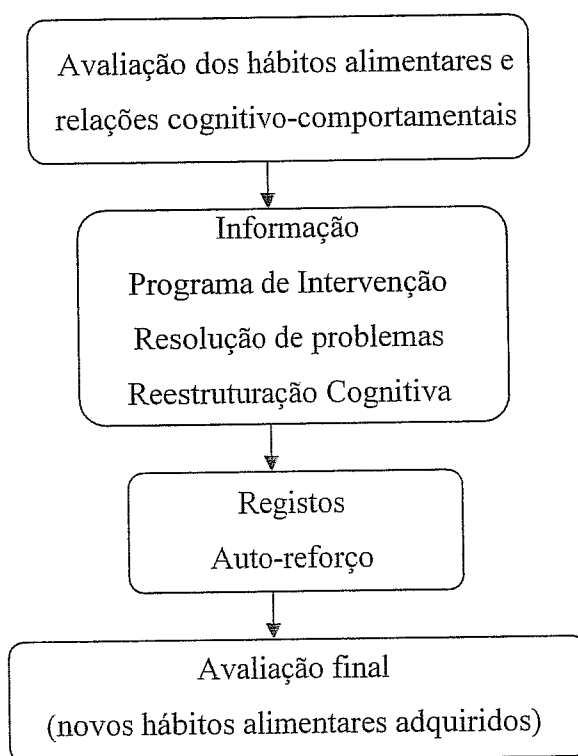 Avaliação dos hábitos alimentares e
relações cognitivo-comportamentais
Informação
Programa de Intervenção
Resolução de problemas
Reestruturação Cognitiva
Registos
Auto-reforço
Avaliação final
(novos hábitos alimentares adquiridos)